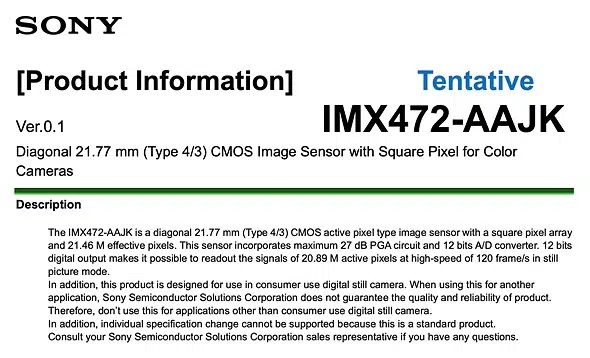 SONY
[Product Information]
Tentative
Ver.0.1
IMX472-AAJK
Diagonal 21.77 mm (Type 4/3) CMOS Image Sensor with Square Pixel for Color
Cameras
Description
The IMX472-AAJK is a diagonal 21.77 mm (Type 4/3) CMOS active pixel type image sensor with a square pixel array
and 21.46 M effective pixels. This sensor incorporates maximum 27 dB PGA circuit and 12 bits A/D converter. 12 bits
digital output makes it possible to readout the signals of 20.89 M active pixels at high-speed of 120 frame/s in still
picture mode.
In addition, this product is designed for use in consumer use digital still camera. When using this for another
application, Sony Semiconductor Solutions Corporation does not guarantee the quality and reliability of product.
Therefore, don't use this for applications other than consumer use digital still camera.
In addition, individual specification change cannot be supported because this is a standard product.
Consult your Sony Semiconductor Solutions Corporation sales representative if you have any questions.